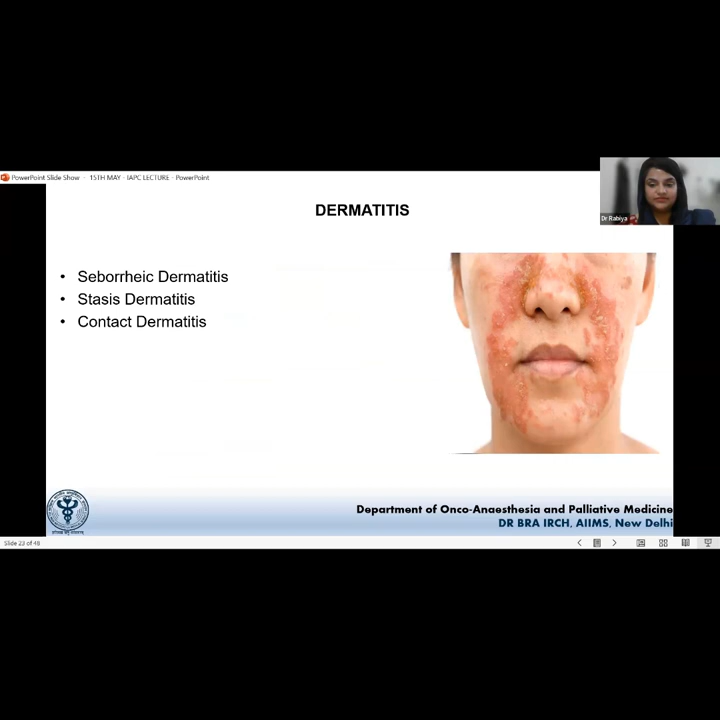 PowerPoint Slide Show - 15TH MAY - IAPC LECTURE - PowerPoint
Dr Rabiya
DERMATITIS
• Seborrheic Dermatitis
• Stasis Dermatitis
• Contact Dermatitis
Department of Onco-Anaesthesia and Palliative Medicine
DR BRA IRCH, AIIMS, New Delhi
Slide 23 of 48